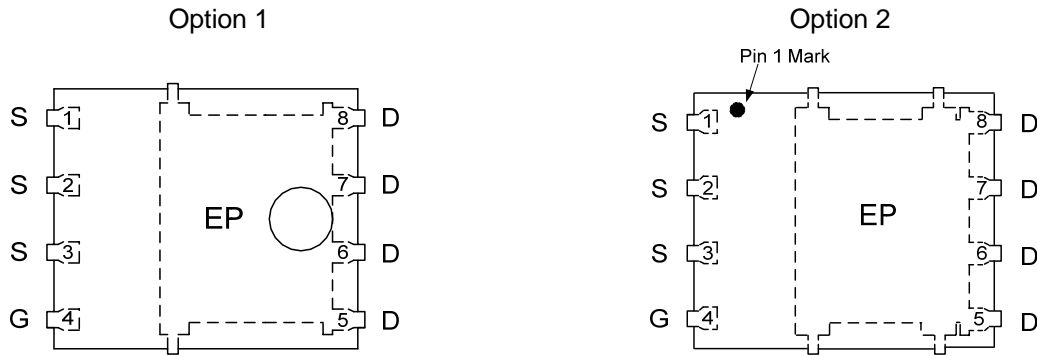 Option 1
Option 2
Pin 1 Mark
S 1 8 D
S 2 7 D
EP
S 3 6 D
G 4 5 D
S 1 8 D
S 2 7 D
EP
S 3 6 D
G 4 5 D